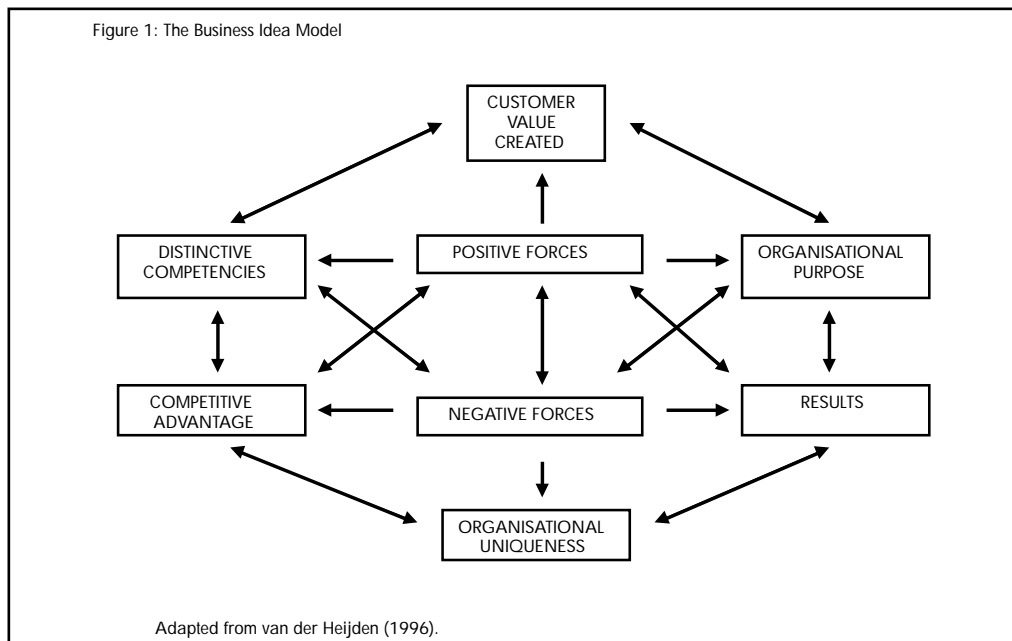 Figure 1: The Business Idea Model
CUSTOMER
VALUE
CREATED
DISTINCTIVE
COMPETENCIES
POSITIVE FORCES
ORGANISATIONAL
PURPOSE
COMPETITIVE
ADVANTAGE
NEGATIVE FORCES
RESULTS
ORGANISATIONAL
UNIQUENESS
Adapted from van der Heijden (1996).